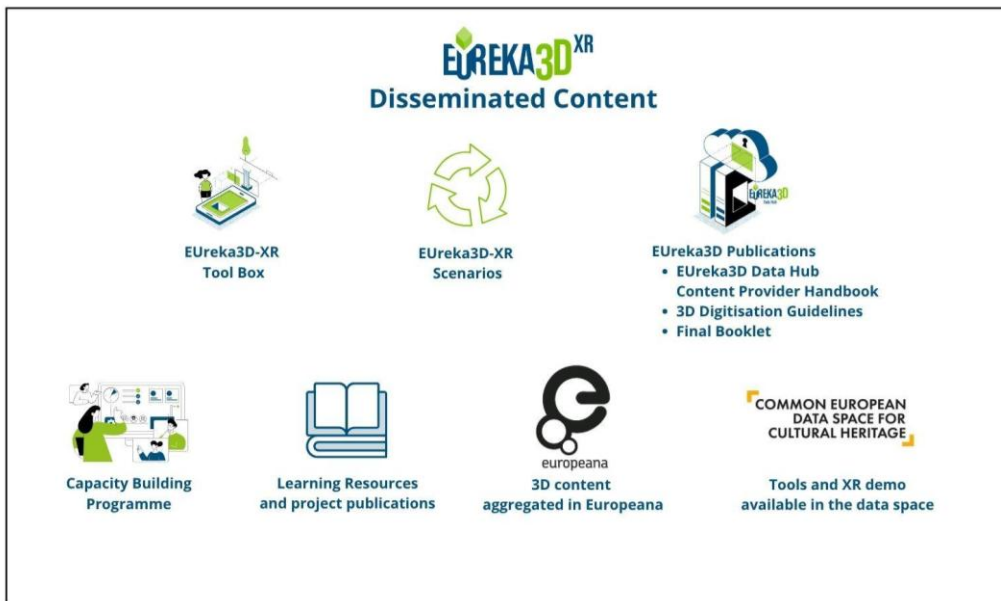 EUREKA3D XR
Disseminated Content
EUreka3D-XR
Tool Box
EUreka3D-XR
Scenarios
EUREKA3D
EUreka3D Publications
• EUreka3D Data Hub
Content Provider Handbook
• 3D Digitisation Guidelines
• Final Booklet
Capacity Building
Programme
Learning Resources
and project publications
europeana
3D content
aggregated in Europeana
COMMON EUROPEAN
DATA SPACE FOR
CULTURAL HERITAGE
Tools and XR demo
available in the data space